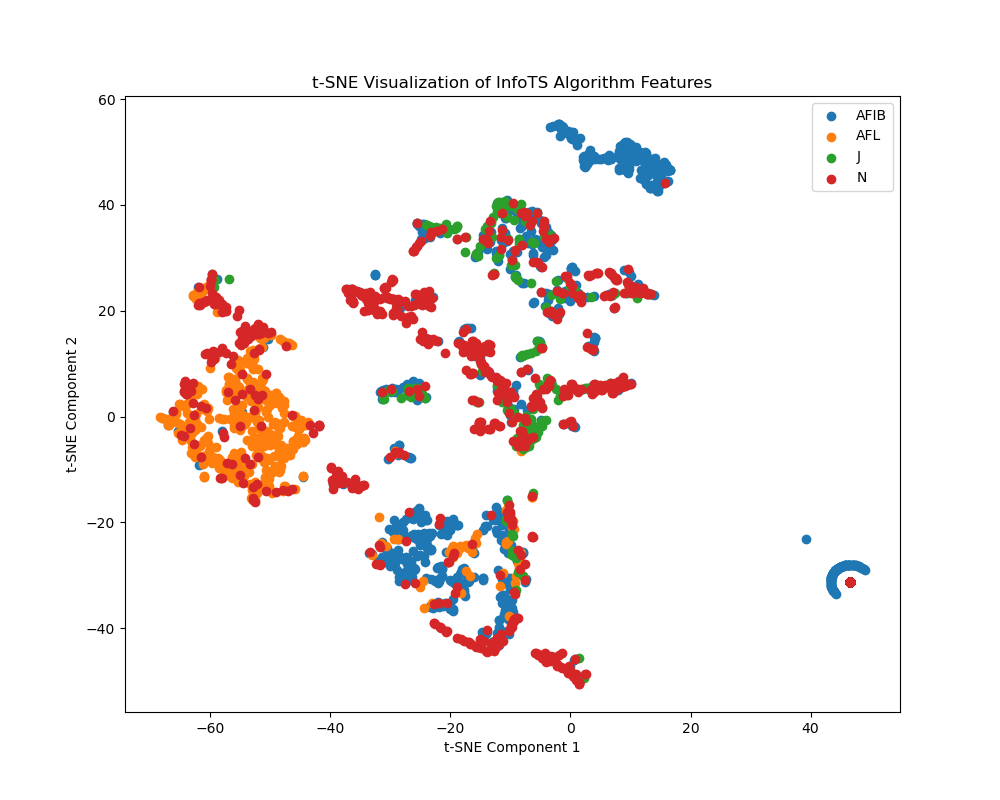 t-SNE Visualization of InfoTS Algorithm Features
AFIB
AFL
J
N
60
40
20
0
−20
−40
t-SNE Component 2
−60
−40
−20
0
20
40
t-SNE Component 1